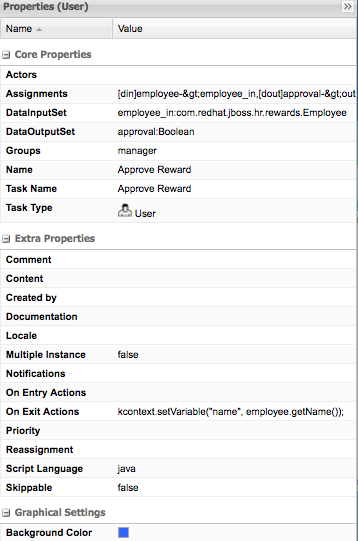 Properties (User)
Name Value
Core Properties
Actors
Assignments [din]employee-&gt;employee_in,[dout]approval-&gt;out
DataInputSet employee_in:com.redhat.jboss.hr.rewards.Employee
DataOutputSet approval:Boolean
Groups manager
Name Approve Reward
Task Name Approve Reward
Task Type User
Extra Properties
Comment
Content
Created by
Documentation
Locale
Multiple Instance false
Notifications
On Entry Actions
On Exit Actions kcontext.setVariable("name", employee.getName());
Priority
Reassignment
Script Language java
Skippable false
Graphical Settings
Background Color